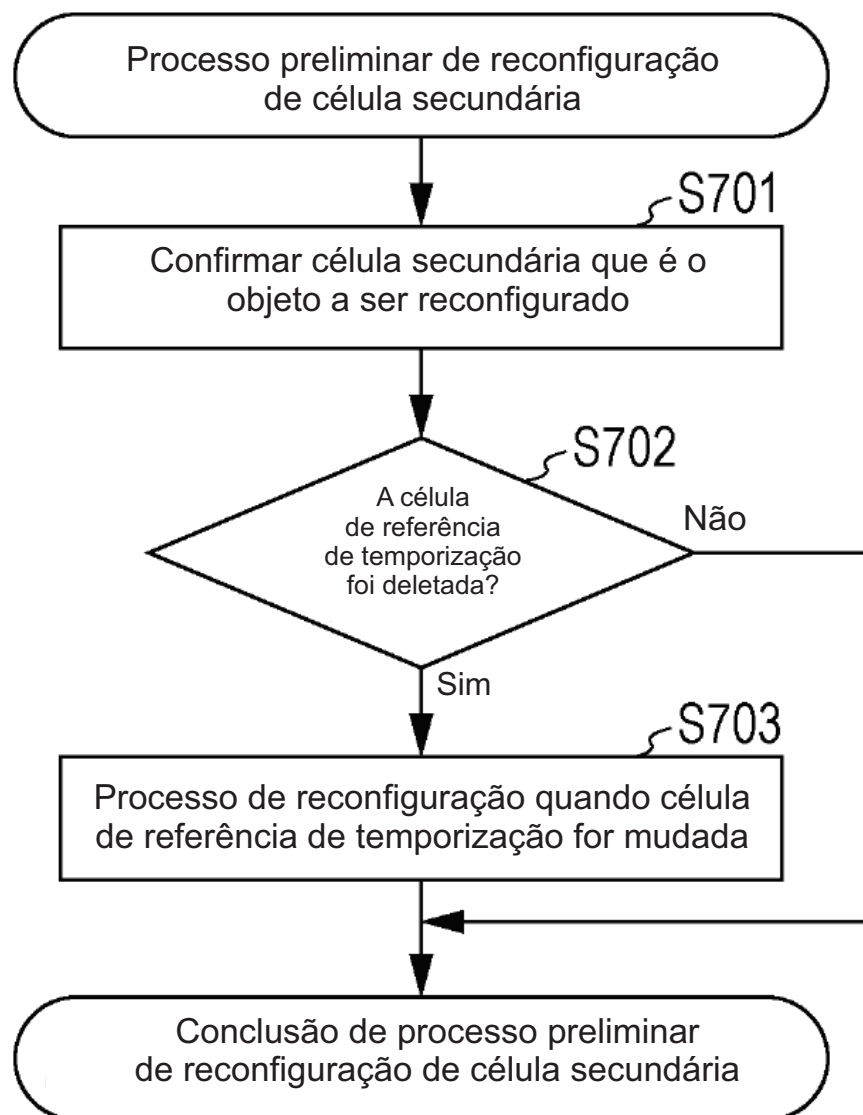 Processo preliminar de reconfiguração
de célula secundária
S701
Confirmar célula secundária que é o
objeto a ser reconfigurado
S702
A célula
de referência
de temporização
foi deletada?
Não
Sim
S703
Processo de reconfiguração quando célula
de referência de temporização for mudada
Conclusão de processo preliminar
de reconfiguração de célula secundária